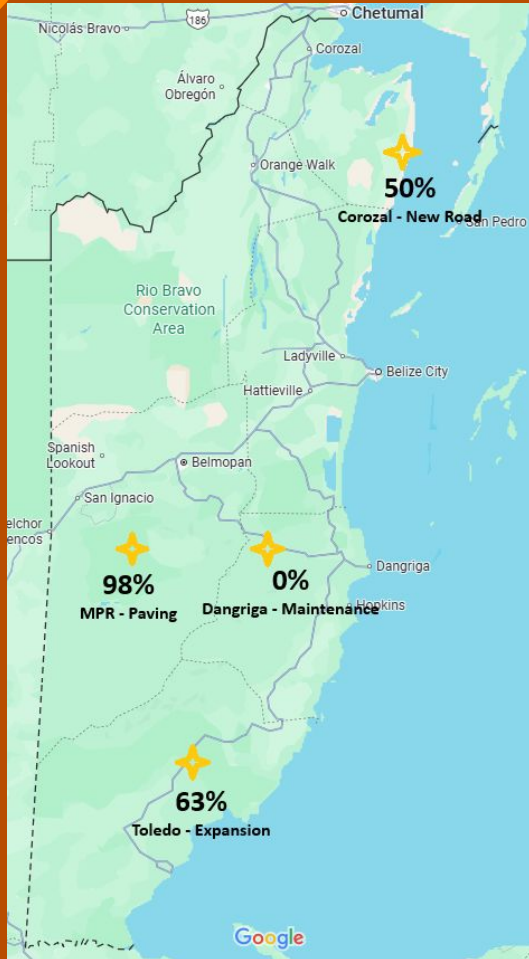 Chetumal
186
Nicolás Bravo
Corozal
Álvaro
Obregón
Orange Walk
50%
Corozal - New Road
San Pedro
Rio Bravo
Conservation
Area
Ladyville
Belize City
Hattieville
Spanish
Lookout
Belmopan
San Ignacio
elchor
encos
Dangriga
98%
MPR - Paving
0%
Dangriga - Maintenance
Hopkins
63%
Toledo - Expansion
Google